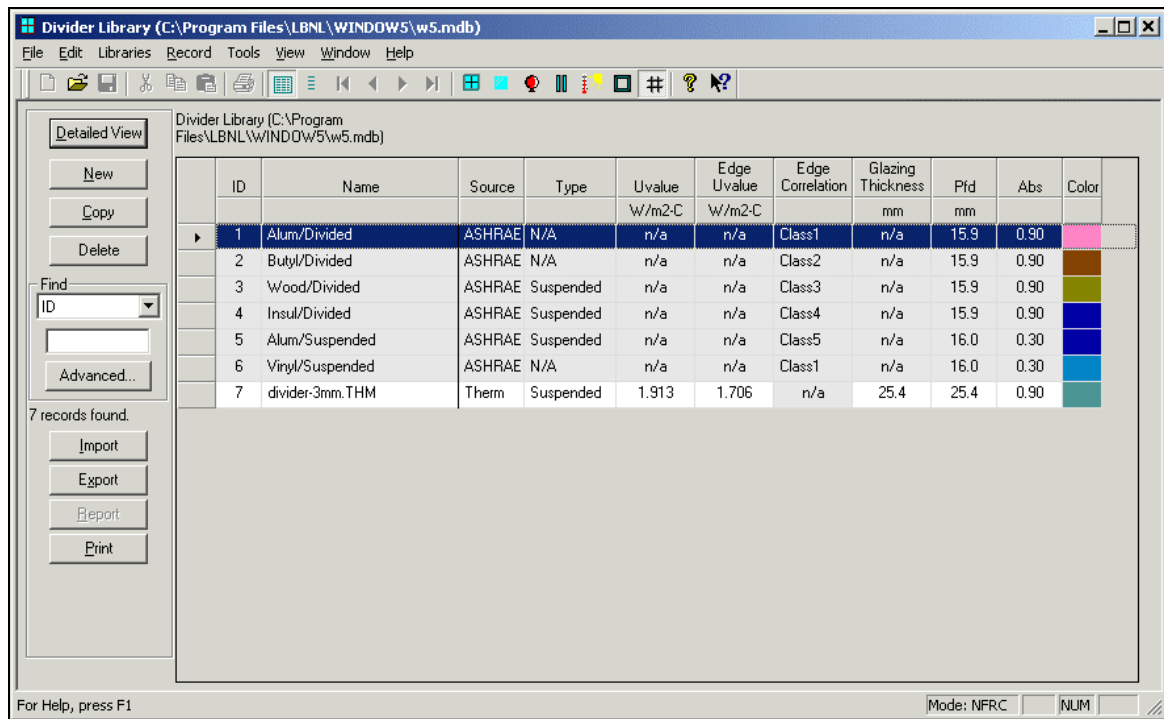 Divider Library (C:\Program Files\LBNL\WINDOW5\w5.mdb)
File Edit Libraries Record Tools View Window Help
Detailed View
New
Copy
Delete
Find
ID
Advanced...
7 records found.
Import
Export
Report
Print
Divider Library (C:\Program
Files\LBNL\WINDOW5\w5.mdb)
ID Name Source Type Uvalue Edge Uvalue Edge Correlation Glazing Thickness Pfd Abs Color
W/m2-C W/m2-C mm mm
1 Alum/Divided ASHRAE N/A n/a n/a Class1 n/a 15.9 0.90
2 Butyl/Divided ASHRAE N/A n/a n/a Class2 n/a 15.9 0.90
3 Wood/Divided ASHRAE Suspended n/a n/a Class3 n/a 15.9 0.90
4 Insul/Divided ASHRAE Suspended n/a n/a Class4 n/a 15.9 0.90
5 Alum/Suspended ASHRAE Suspended n/a n/a Class5 n/a 16.0 0.30
6 Vinyl/Suspended ASHRAE N/A n/a n/a Class1 n/a 16.0 0.30
7 divider-3mm.THM Therm Suspended 1.913 1.706 n/a 25.4 25.4 0.90
For Help, press F1
Mode: NFRC NUM